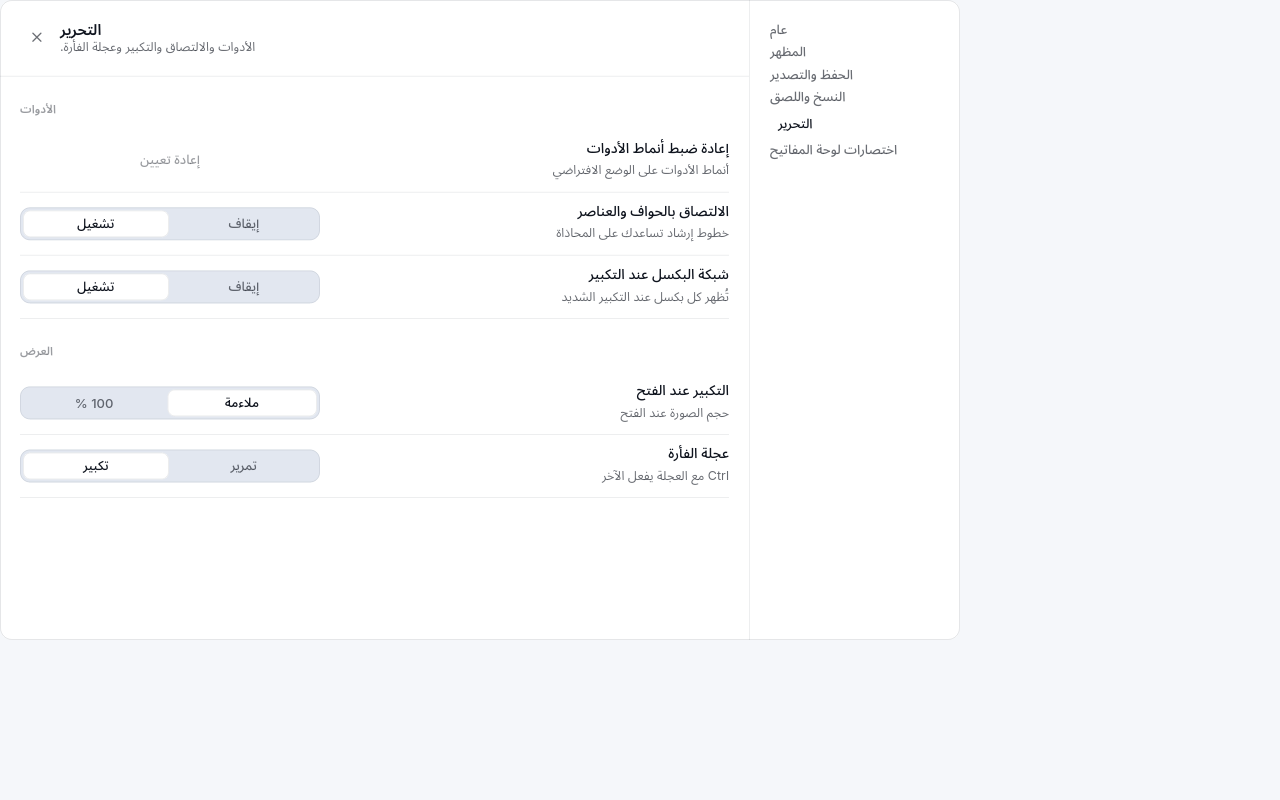 عام
المظهر
الحفظ والتصدير
النسخ واللصق
التحرير
اختصارات لوحة المفاتيح
التحرير
الأدوات والالتصاق والتكبير وعجلة الفأرة.
الأدوات
إعادة ضبط أنماط الأدوات
أنماط الأدوات على الوضع الافتراضي
إعادة تعيين
الالتصاق بالحواف والعناصر
خطوط إرشاد تساعدك على المحاذاة
إيقاف
تشغيل
شبكة البكسل عند التكبير
تُظهر كل بكسل عند التكبير الشديد
إيقاف
تشغيل
العرض
التكبير عند الفتح
حجم الصورة عند الفتح
ملاءمة
100 %
عجلة الفأرة
Ctrl مع العجلة يفعل الآخر
تمرير
تكبير